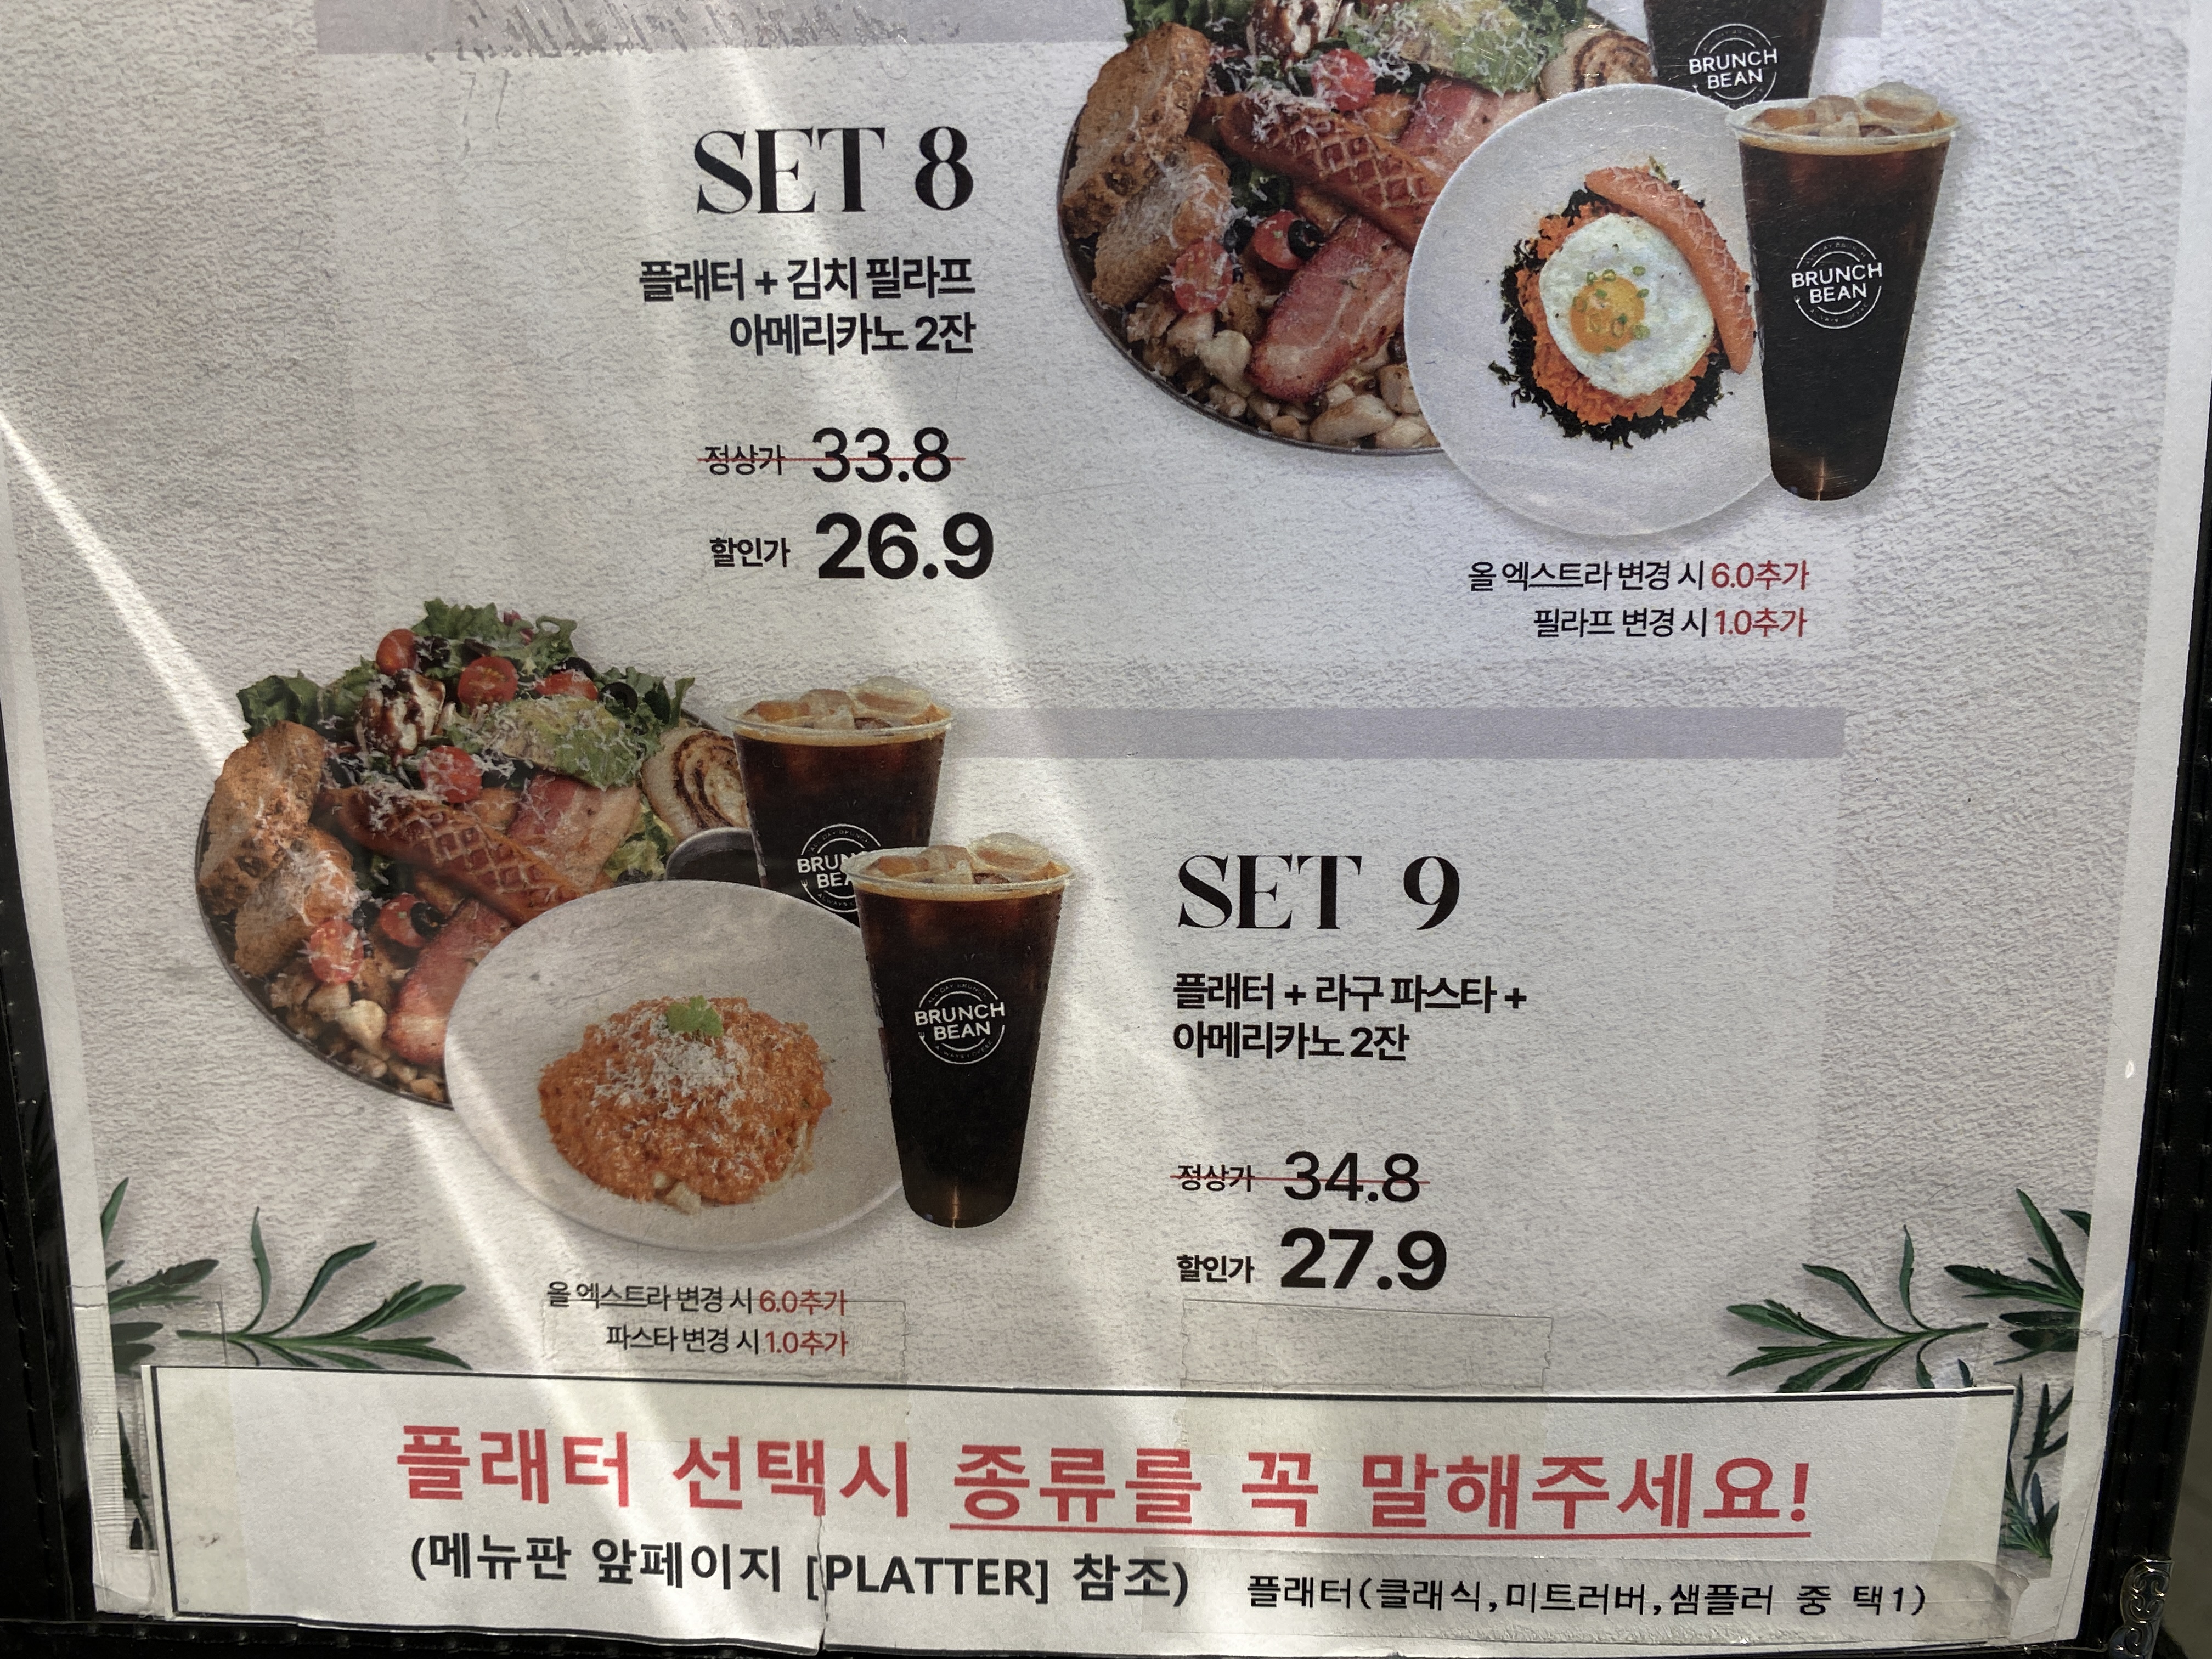 BRUNCH
BEAN
SET 8
플래터 + 김치 필라프
아메리카노 2잔
정상가 33.8
할인가 26.9
BRUNCH
BEAN
올 엑스트라 변경 시 6.0추가
필라프 변경 시 1.0추가
BRUNCH
BEAN
ALL DAY BRUNCH
BRUNCH
BEAN
ALWAYS COFFEE
SET 9
플래터 + 라구 파스타 +
아메리카노 2잔
정상가 34.8
할인가 27.9
올 엑스트라 변경 시 6.0추가
파스타 변경 시 1.0추가
플래터 선택시 종류를 꼭 말해주세요!
(메뉴판 앞페이지 [PLATTER] 참조) 플래터(클래식,미트러버,샘플러 중 택1)